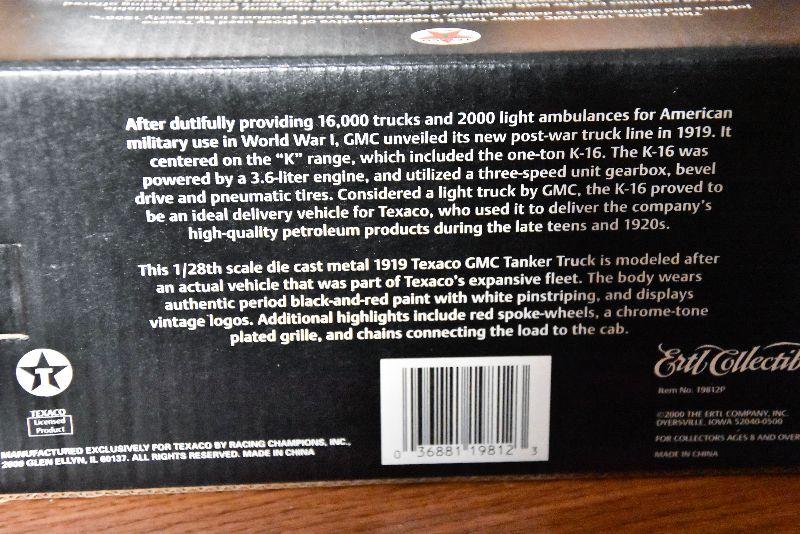 After dutifully providing 16,000 trucks and 2000 light ambulances for American
military use in World War I, GMC unveiled its new post-war truck line in 1919. It
centered on the "K" range, which included the one-ton K-16. The K-16 was
powered by a 3.6-liter engine, and utilized a three-speed unit gearbox, bevel
drive and pneumatic tires. Considered a light truck by GMC, the K-16 proved to
be an ideal delivery vehicle for Texaco, who used it to deliver the company's
high-quality petroleum products during the late teens and 1920s.
This 1/28th scale die cast metal 1919 Texaco GMC Tanker Truck is modeled after
an actual vehicle that was part of Texaco's expansive fleet. The body wears
authentic period black-and-red paint with white pinstriping, and displays
vintage logos. Additional highlights include red spoke-wheels, a chrome-tone
plated grille, and chains connecting the load to the cab.
T
TEXACO
Licensed
Product
MANUFACTURED EXCLUSIVELY FOR TEXACO BY RACING CHAMPIONS, INC.,
2000 GLEN ELLYN, IL 60137. ALL RIGHTS RESERVED. MADE IN CHINA
0 36881 19812 3
Ertl Collectib
Item No. 19812P
©2000 THE ERTL COMPANY, INC.
DYERSVILLE, IOWA 52040-0500
FOR COLLECTORS AGES 8 AND OVER
MADE IN CHINA